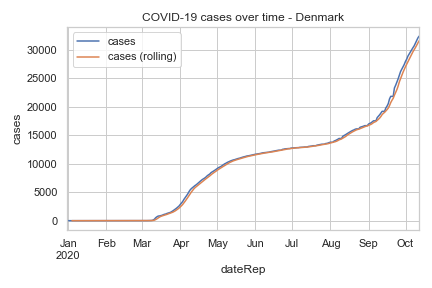 COVID-19 cases over time - Denmark
cases
cases (rolling)
30000
25000
20000
15000
10000
5000
0
cases
Jan Feb Mar Apr May Jun Jul Aug Sep Oct
2020
dateRep